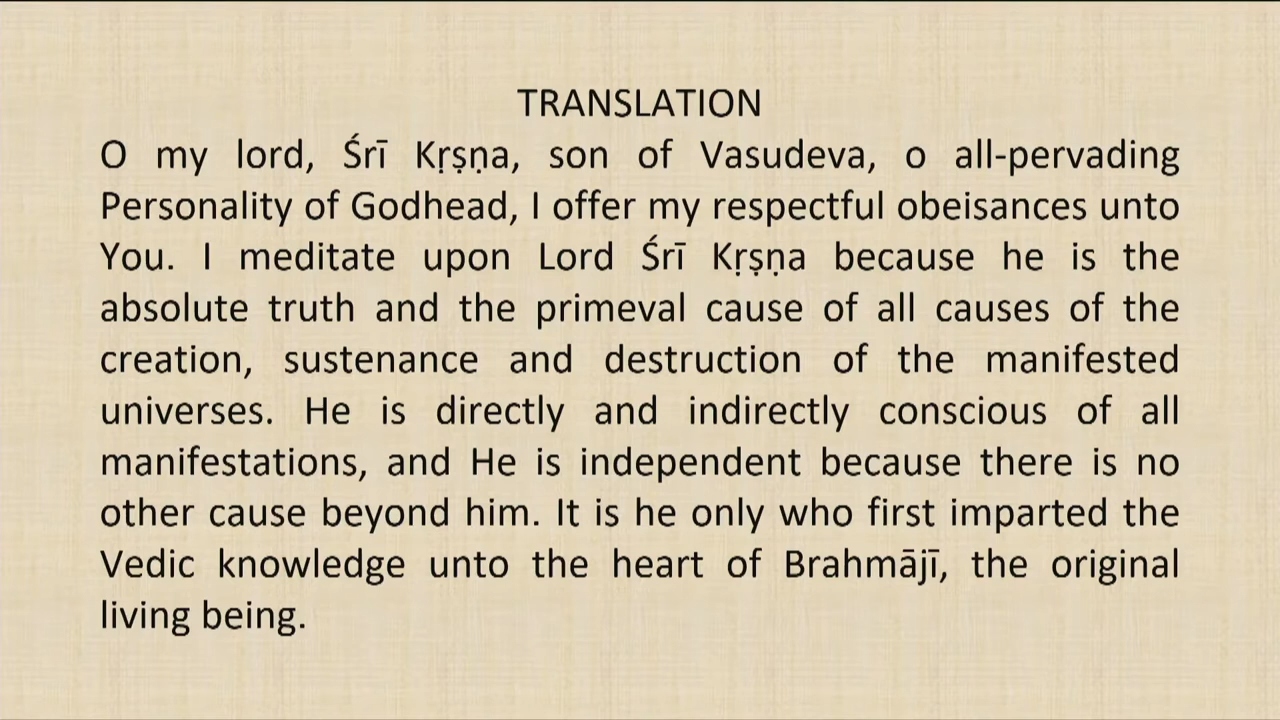 TRANSLATION
O my lord, Śrī Kṛṣṇa, son of Vasudeva, o all-pervading
Personality of Godhead, I offer my respectful obeisances unto
You. I meditate upon Lord Śrī Kṛṣṇa because he is the
absolute truth and the primeval cause of all causes of the
creation, sustenance and destruction of the manifested
universes. He is directly and indirectly conscious of all
manifestations, and He is independent because there is no
other cause beyond him. It is he only who first imparted the
Vedic knowledge unto the heart of Brahmājī, the original
living being.